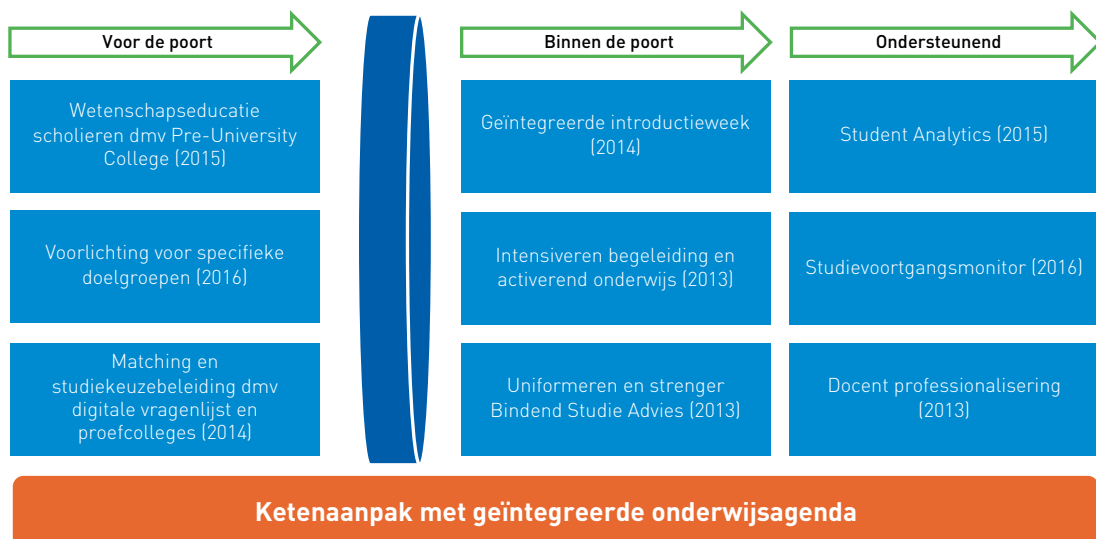 Voor de poort
Wetenschapseducatie
scholieren dmv Pre-University
College (2015)
Voorlichting voor specifieke
doelgroepen (2016)
Matching en
studiekeuzebeleiding dmv
digitale vragenlijst en
proefcolleges (2014)
Binnen de poort
Geïntegreerde introductieweek
(2014)
Intensiveren begeleiding en
activerend onderwijs (2013)
Uniformeren en strenger
Bindend Studie Advies (2013)
Ondersteunend
Student Analytics (2015)
Studievoortgangsmonitor (2016)
Docent professionalisering
(2013)
Ketenaanpak met geïntegreerde onderwijsagenda